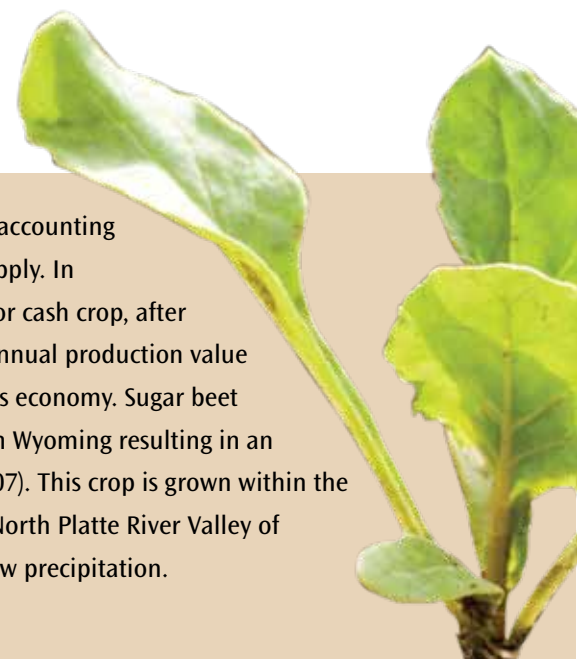 accounting
pply. In
or cash crop, after
nnual production value
s economy. Sugar beet
n Wyoming resulting in an
07). This crop is grown within the
North Platte River Valley of
w precipitation.